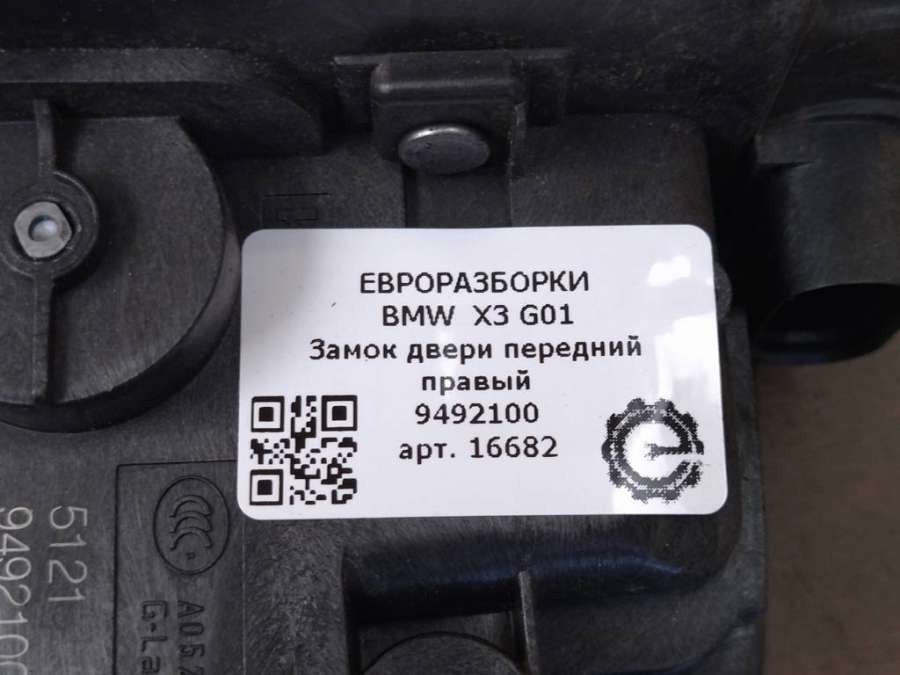 ЕВРОРАЗБОРКИ
BMW X3 G01
Замок двери передний
правый
9492100
арт. 16682
5121
949210